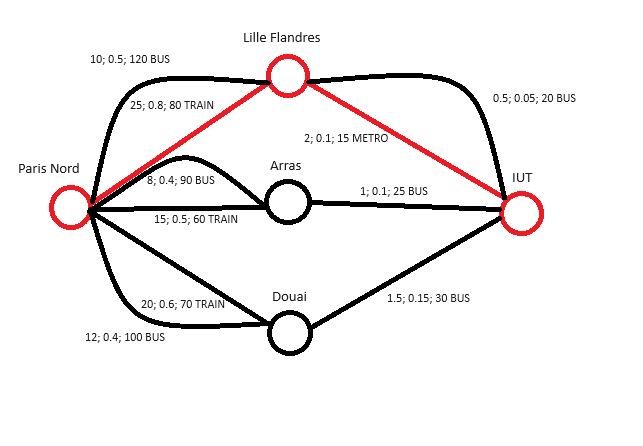 Lille Flandres
10; 0.5; 120 BUS
0.5; 0.05; 20 BUS
25; 0.8; 80 TRAIN
2; 0.1; 15 METRO
Paris Nord
Arras
IUT
8; 0.4; 90 BUS
1; 0.1; 25 BUS
15; 0.5; 60 TRAIN
Douai
20; 0.6; 70 TRAIN
1.5; 0.15; 30 BUS
12; 0.4; 100 BUS